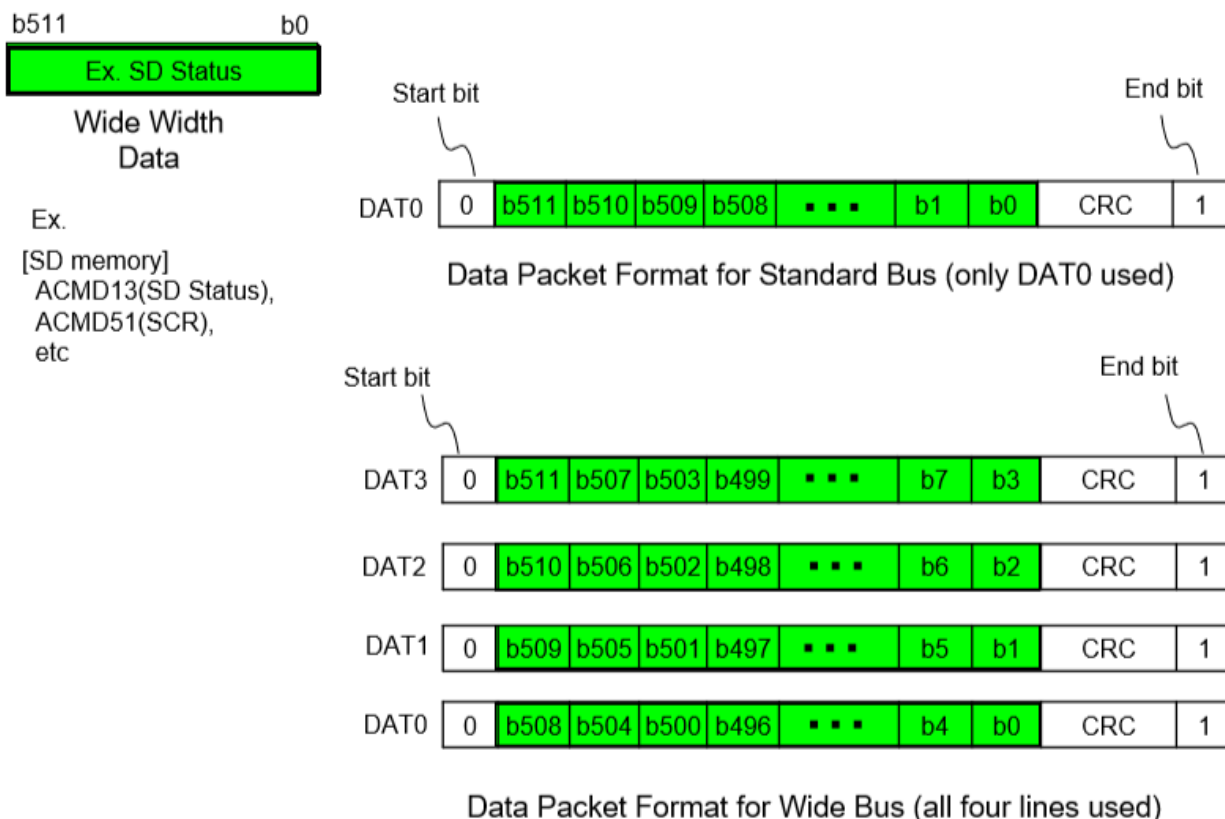 b511 b0
Ex. SD Status
Wide Width
Data
Ex.
[SD memory]
ACMD13(SD Status),
ACMD51(SCR),
etc
Start bit End bit
DAT0 0 b511 b510 b509 b508 ▪ ▪ ▪ b1 b0 CRC 1
Data Packet Format for Standard Bus (only DAT0 used)
Start bit End bit
DAT3 0 b511 b507 b503 b499 ▪ ▪ ▪ b7 b3 CRC 1
DAT2 0 b510 b506 b502 b498 ▪ ▪ ▪ b6 b2 CRC 1
DAT1 0 b509 b505 b501 b497 ▪ ▪ ▪ b5 b1 CRC 1
DAT0 0 b508 b504 b500 b496 ▪ ▪ ▪ b4 b0 CRC 1
Data Packet Format for Wide Bus (all four lines used)